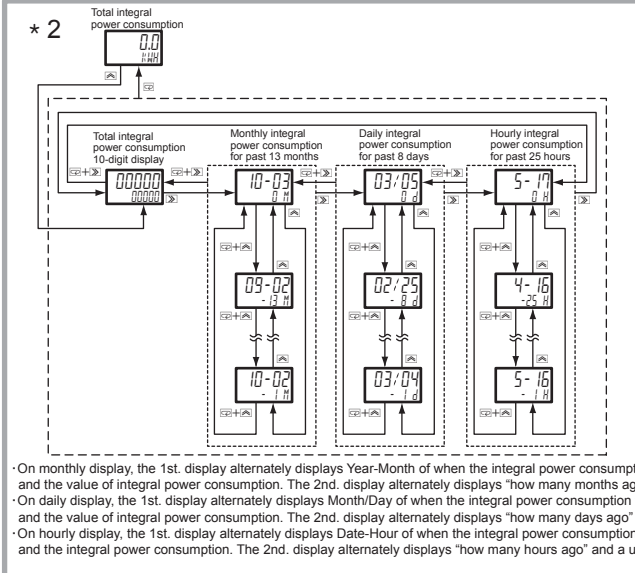 * 2
Total integral
power consumption
0.0
kWH
Total integral
power consumption
10-digit display
Monthly integral
power consumption
for past 13 months
Daily integral
power consumption
for past 8 days
Hourly integral
power consumption
for past 25 hours
00000
00000
10-03
0 M
03/05
0 d
5-17
0 H
09-02
-13 M
02/25
-8 d
4-16
-25 H
10-02
-1 M
03/04
-1 d
5-16
-1 H
·On monthly display, the 1st. display alternately displays Year-Month of when the integral power
and the value of integral power consumption. The 2nd. display alternately displays “how many months
·On daily display, the 1st. display alternately displays Month/Day of when the integral power consumption
and the value of integral power consumption. The 2nd. display alternately displays “how many days ago”
·On hourly display, the 1st. display alternately displays Date-Hour of when the integral power consumption
and the integral power consumption. The 2nd. display alternately displays “how many hours ago” and a